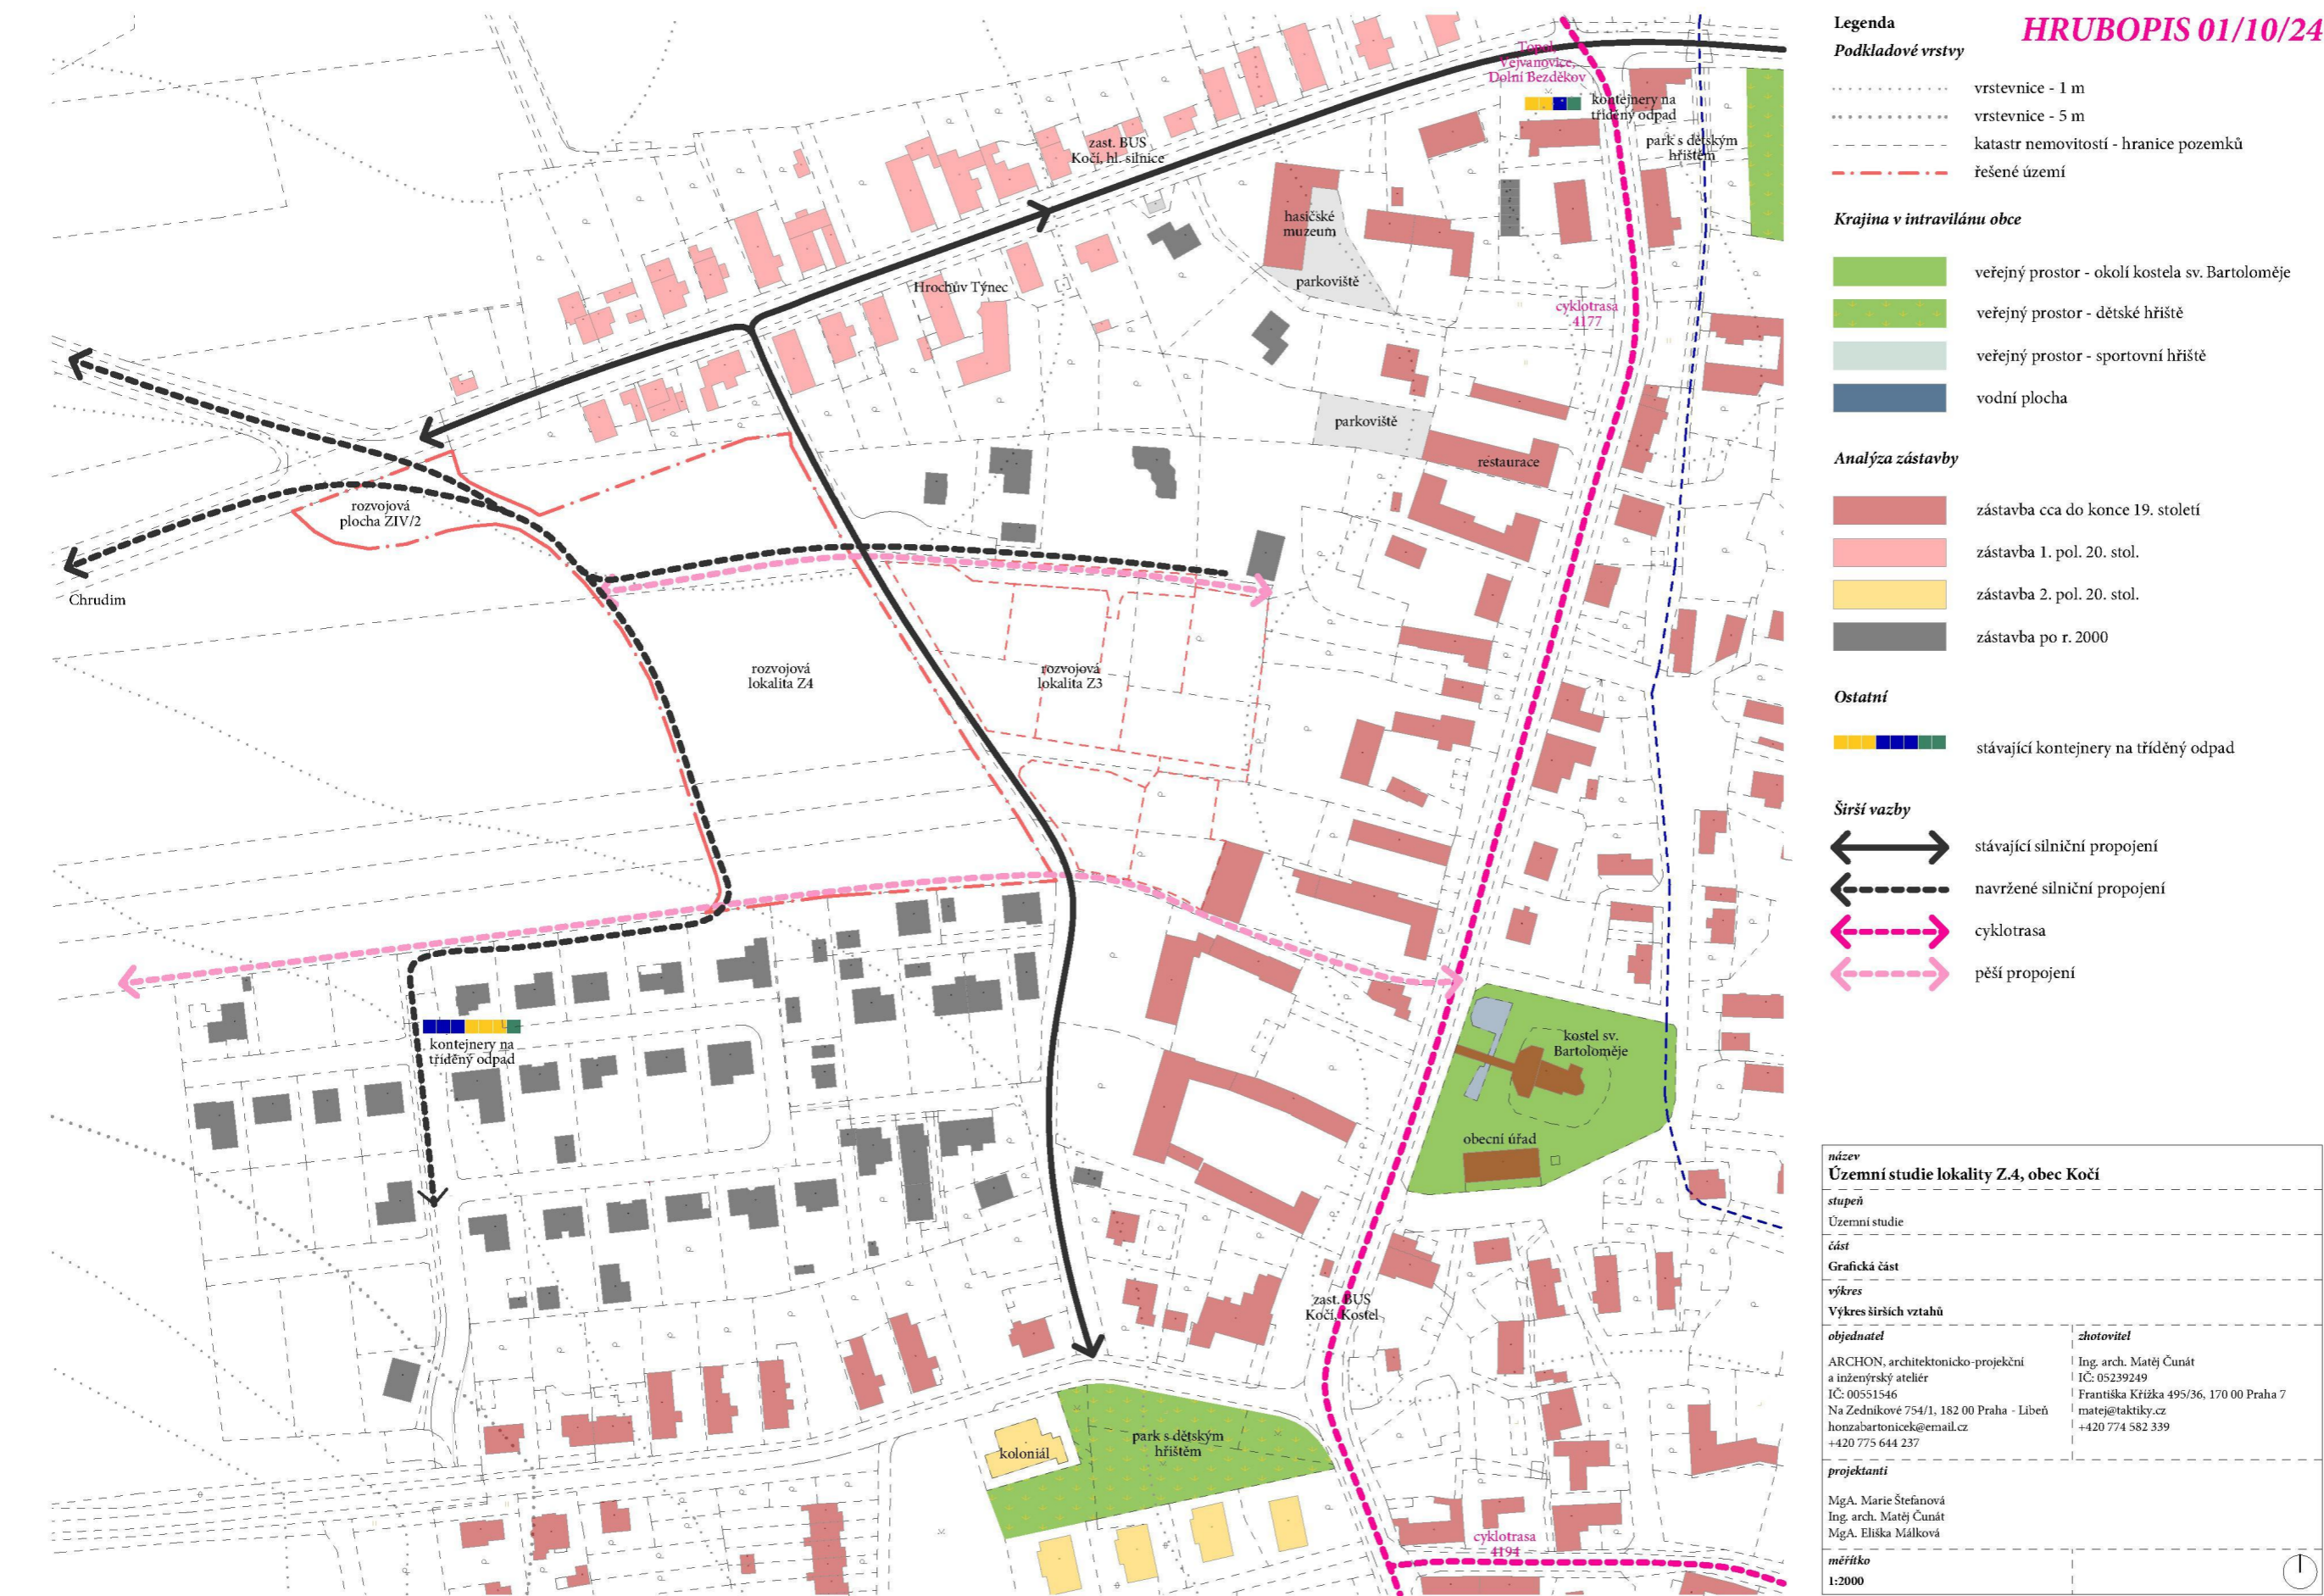 HRUBOPIS 01/10/24
Legenda
Podkladové vrstvy
vrstevnice - 1 m
vrstevnice - 5 m
katastr nemovitostí - hranice pozemků
řešené území
Krajina v intravilánu obce
veřejný prostor - okolí kostela sv. Bartoloměje
veřejný prostor - dětské hřiště
veřejný prostor - sportovní hřiště
vodní plocha
Analýza zástavby
zástavba cca do konce 19. století
zástavba 1. pol. 20. stol.
zástavba 2. pol. 20. stol.
zástavba po r. 2000
Ostatní
stávající kontejnery na tříděný odpad
Širší vazby
stávající silniční propojení
navržené silniční propojení
cyklotrasa
pěší propojení
Topol,
Vejvanovice,
Dolní Bezděkov
kontejnery na
tříděný odpad
park s dětským
hřištěm
zast. BUS
Kočí, hl. silnice
hasičské
muzeum
parkoviště
Hrochův Týnec
cyklotrasa
4177
parkoviště
restaurace
rozvojová
plocha ZIV/2
Chrudim
rozvojová
lokalita Z4
rozvojová
lokalita Z3
kontejnery na
tříděný odpad
kostel sv.
Bartoloměje
obecní úřad
zast. BUS
Kočí, Kostel
koloniál
park s dětským
hřištěm
cyklotrasa
4194
název
Územní studie lokality Z.4, obec Kočí
stupeň
Územní studie
část
Grafická část
výkres
Výkres širších vztahů
objednatel
ARCHON, architektonicko-projekční
a inženýrský ateliér
IČ: 00551546
Na Zedníkové 754/1, 182 00 Praha - Libeň
honzabartonicek@email.cz
+420 775 644 237
zhotovitel
Ing. arch. Matěj Čunát
IČ: 05239249
Františka Křížka 495/36, 170 00 Praha 7
matej@taktiky.cz
+420 774 582 339
projektanti
MgA. Marie Štefanová
Ing. arch. Matěj Čunát
MgA. Eliška Málková
měřítko
1:2000